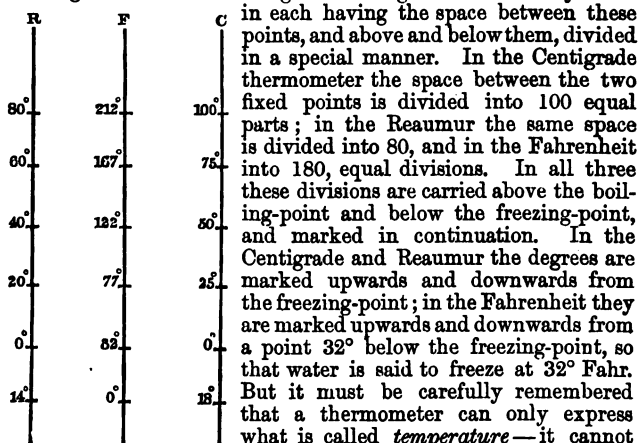 R F C
80° 212° 100°
60° 167° 75°
40° 122° 50°
20° 77° 25°
0° 32° 0°
14° 0° 18°
in each having the space between these
points, and above and below them, divided
in a special manner. In the Centigrade
thermometer the space between the two
fixed points is divided into 100 equal
parts; in the Reaumur the same space
is divided into 80, and in the Fahrenheit
into 180, equal divisions. In all three
these divisions are carried above the boil-
ing-point and below the freezing-point,
and marked in continuation. In the
Centigrade and Reaumur the degrees are
marked upwards and downwards from
the freezing-point; in the Fahrenheit they
are marked upwards and downwards from
a point 32° below the freezing-point, so
that water is said to freeze at 32° Fahr.
But it must be carefully remembered
that a thermometer can only express
what is called temperature—it cannot